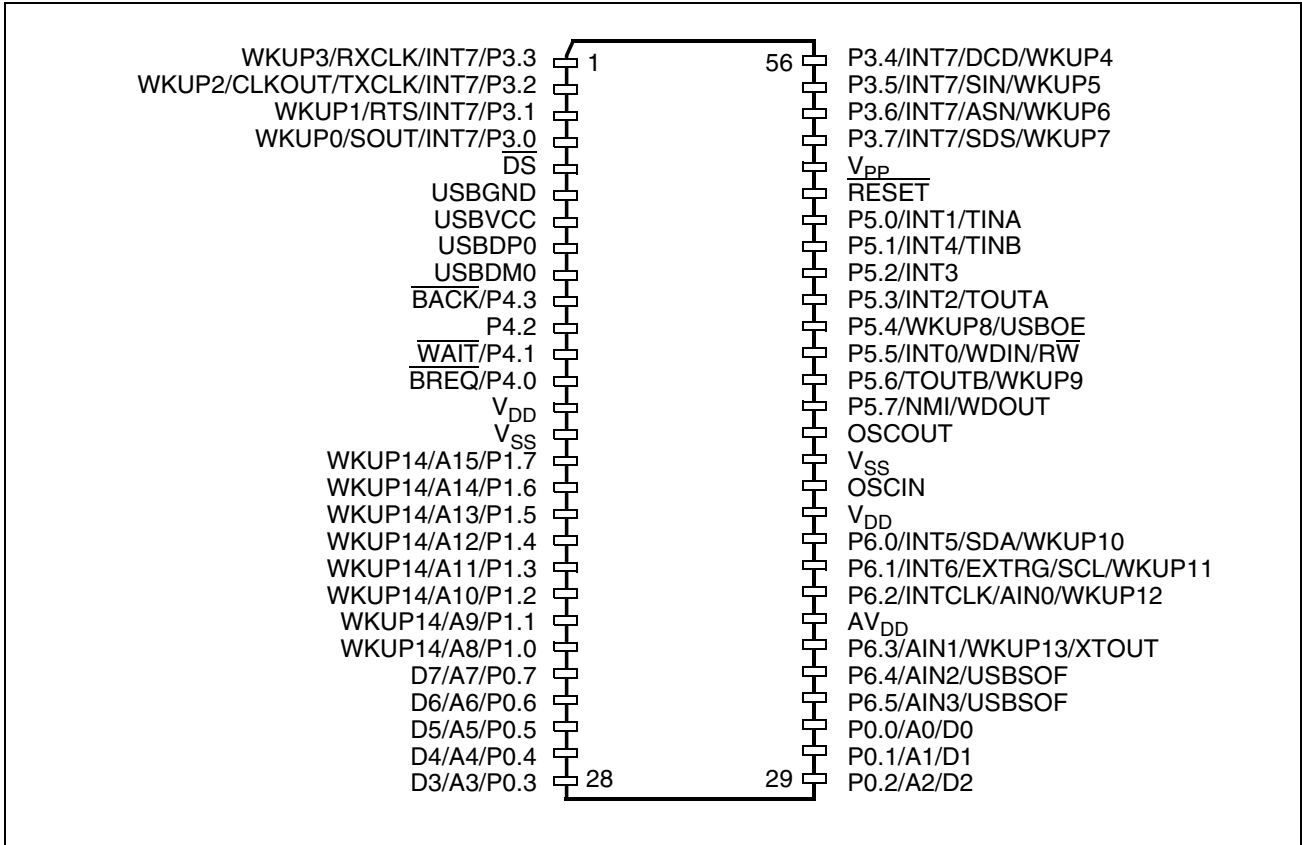 WKUP3/RXCLK/INT7/P3.3
WKUP2/CLKOUT/TXCLK/INT7/P3.2
WKUP1/RTS/INT7/P3.1
WKUP0/SOUT/INT7/P3.0
D̅S̅
USBGND
USBVCC
USBDP0
USBDM0
B̅A̅C̅K̅/P4.3
P4.2
W̅A̅I̅T̅/P4.1
B̅R̅E̅Q̅/P4.0
VDD
VSS
WKUP14/A15/P1.7
WKUP14/A14/P1.6
WKUP14/A13/P1.5
WKUP14/A12/P1.4
WKUP14/A11/P1.3
WKUP14/A10/P1.2
WKUP14/A9/P1.1
WKUP14/A8/P1.0
D7/A7/P0.7
D6/A6/P0.6
D5/A5/P0.5
D4/A4/P0.4
D3/A3/P0.3
1
28
56
29
P3.4/INT7/DCD/WKUP4
P3.5/INT7/SIN/WKUP5
P3.6/INT7/ASN/WKUP6
P3.7/INT7/SDS/WKUP7
VPP
R̅E̅S̅E̅T̅
P5.0/INT1/TINA
P5.1/INT4/TINB
P5.2/INT3
P5.3/INT2/TOUTA
P5.4/WKUP8/USBOE
P5.5/INT0/WDIN/RW̅
P5.6/TOUTB/WKUP9
P5.7/NMI/WDOUT
OSCOUT
VSS
OSCIN
VDD
P6.0/INT5/SDA/WKUP10
P6.1/INT6/EXTRG/SCL/WKUP11
P6.2/INTCLK/AIN0/WKUP12
AVDD
P6.3/AIN1/WKUP13/XTOUT
P6.4/AIN2/USBSOF
P6.5/AIN3/USBSOF
P0.0/A0/D0
P0.1/A1/D1
P0.2/A2/D2